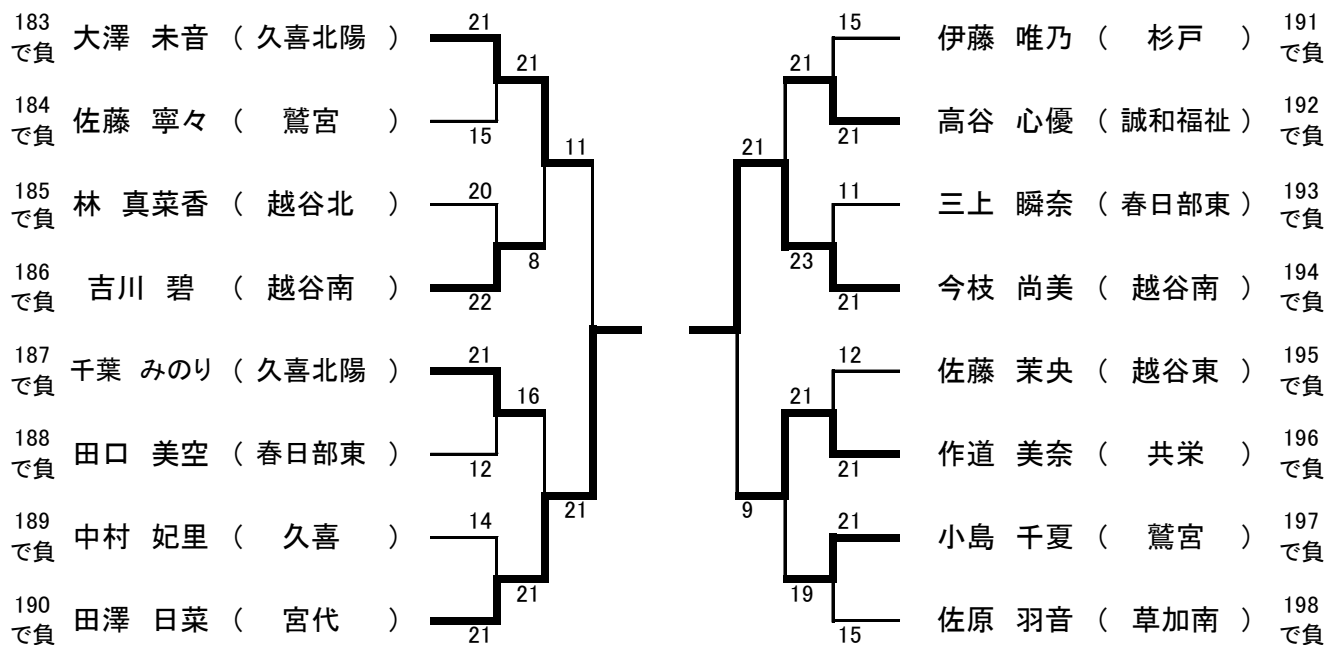 183 で負 大澤 未音 ( 久喜北陽 ) 21
21
184 で負 佐藤 寧々 ( 鷲宮 ) 15
11
185 で負 林 真菜香 ( 越谷北 ) 20
8
186 で負 吉川 碧 ( 越谷南 ) 22
187 で負 千葉 みのり ( 久喜北陽 ) 21
16
188 で負 田口 美空 ( 春日部東 ) 12
21
189 で負 中村 妃里 ( 久喜 ) 14
21
190 で負 田澤 日菜 ( 宮代 ) 21
15 伊藤 唯乃 ( 杉戸 ) 191 で負
21
21 高谷 心優 ( 誠和福祉 ) 192 で負
21
11 三上 瞬奈 ( 春日部東 ) 193 で負
23
21 今枝 尚美 ( 越谷南 ) 194 で負
12 佐藤 茉央 ( 越谷東 ) 195 で負
21
21 作道 美奈 ( 共栄 ) 196 で負
9
21 小島 千夏 ( 鷲宮 ) 197 で負
19
15 佐原 羽音 ( 草加南 ) 198 で負